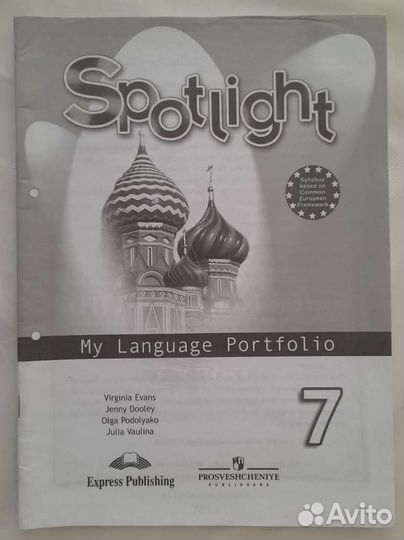 Spotlight
Syllabus
based on
Common
European
Framework
My Language Portfolio
Virginia Evans
Jenny Dooley
Olga Podolyako
Julia Vaulina
7
Express Publishing
PROSVESHCHENIYE
PUBLISHERS
Avito